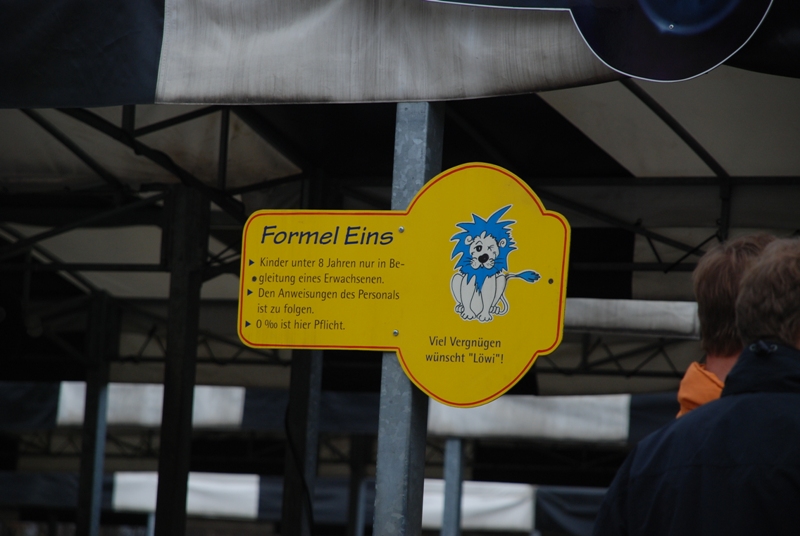 Formel Eins
Kinder unter 8 Jahren nur in Be-
gleitung eines Erwachsenen.
Den Anweisungen des Personals
ist zu folgen.
0 ‰ ist hier Pflicht.
Viel Vergnügen
wünscht "Löwi"!